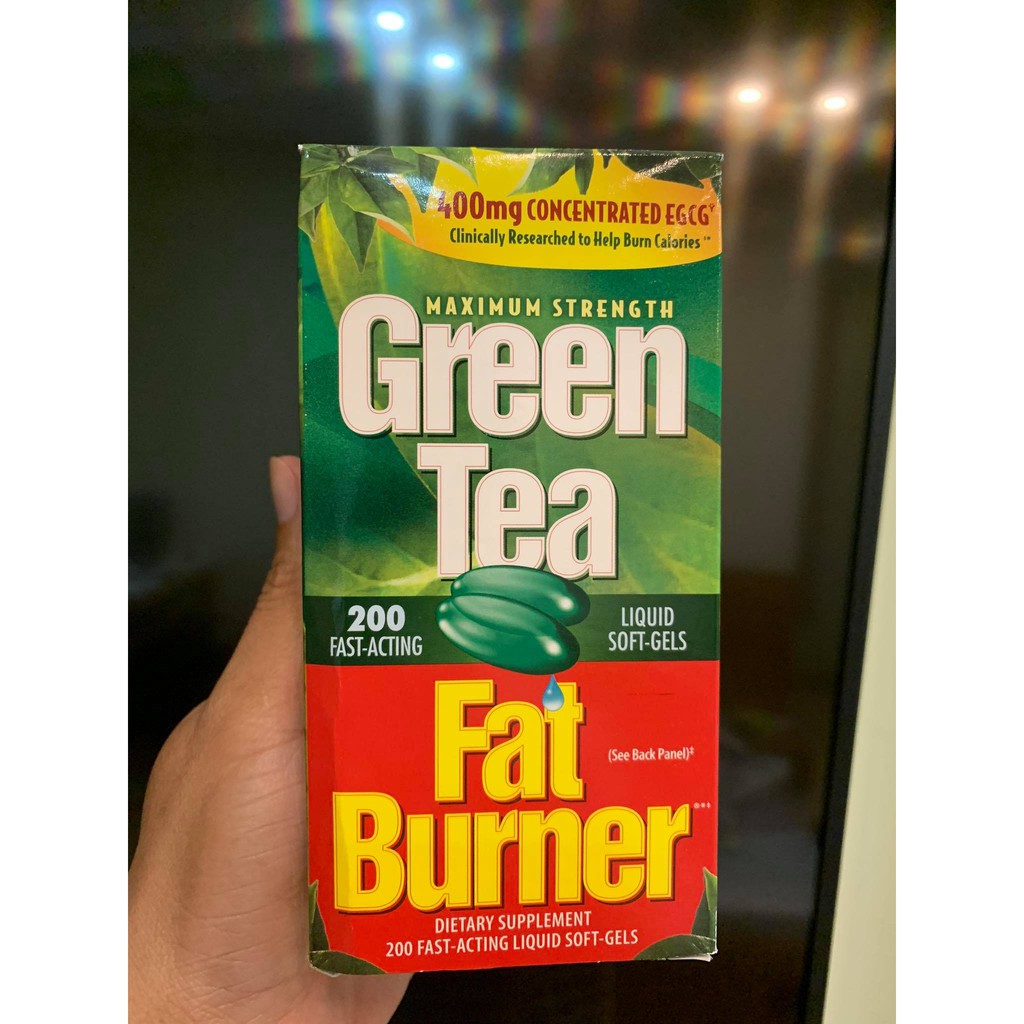 400mg CONCENTRATED EGCG
Clinically Researched to Help Burn Calories
MAXIMUM STRENGTH
Green
Tea
200
FAST-ACTING
LIQUID
SOFT-GELS
Fat
(See Back Panel)‡
Burner
DIETARY SUPPLEMENT
200 FAST-ACTING LIQUID SOFT-GELS